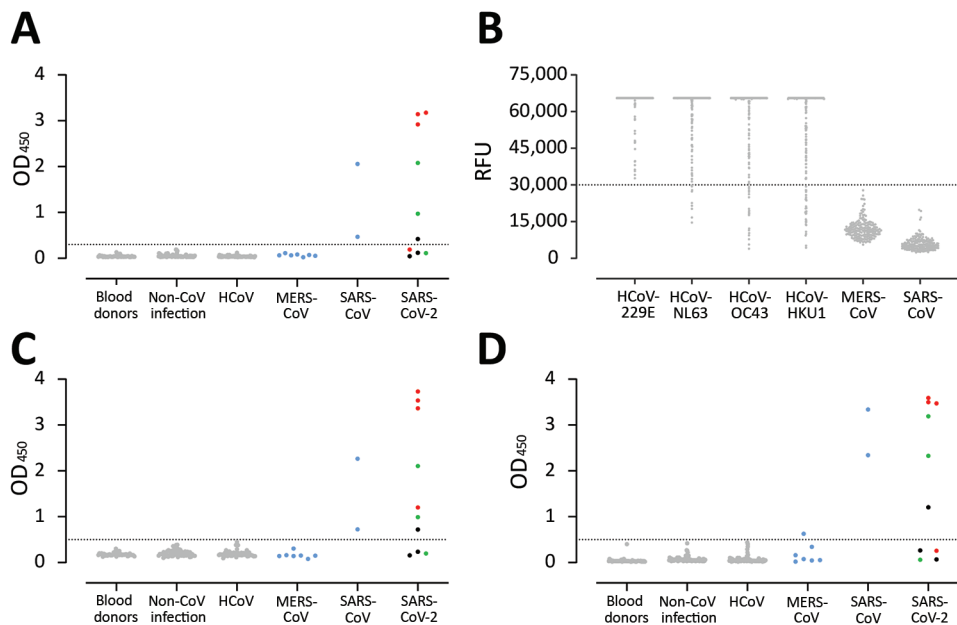 A
4
3
2
1
0
OD450
Blood donors
Non-CoV infection
HCoV
MERS-CoV
SARS-CoV
SARS-CoV-2
B
75,000
60,000
45,000
30,000
15,000
0
RFU
HCoV-229E
HCoV-NL63
HCoV-OC43
HCoV-HKU1
MERS-CoV
SARS-CoV
C
4
3
2
1
0
OD450
Blood donors
Non-CoV infection
HCoV
MERS-CoV
SARS-CoV
SARS-CoV-2
D
4
3
2
1
0
OD450
Blood donors
Non-CoV infection
HCoV
MERS-CoV
SARS-CoV
SARS-CoV-2